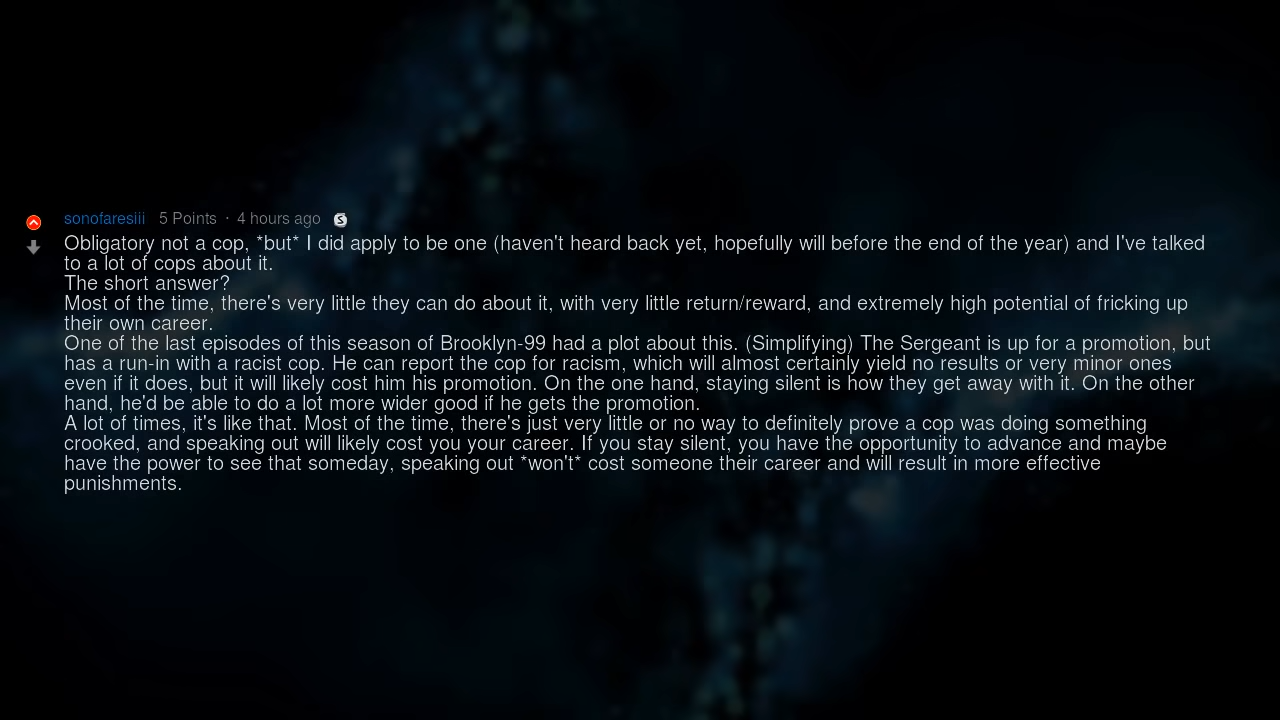 sonofaresiii 5 Points · 4 hours ago S
Obligatory not a cop, *but* I did apply to be one (haven't heard back yet, hopefully will before the end of the year) and I've talked
to a lot of cops about it.
The short answer?
Most of the time, there's very little they can do about it, with very little return/reward, and extremely high potential of fricking up
their own career.
One of the last episodes of this season of Brooklyn-99 had a plot about this. (Simplifying) The Sergeant is up for a promotion, but
has a run-in with a racist cop. He can report the cop for racism, which will almost certainly yield no results or very minor ones
even if it does, but it will likely cost him his promotion. On the one hand, staying silent is how they get away with it. On the other
hand, he'd be able to do a lot more wider good if he gets the promotion.
A lot of times, it's like that. Most of the time, there's just very little or no way to definitely prove a cop was doing something
crooked, and speaking out will likely cost you your career. If you stay silent, you have the opportunity to advance and maybe
have the power to see that someday, speaking out *won't* cost someone their career and will result in more effective
punishments.